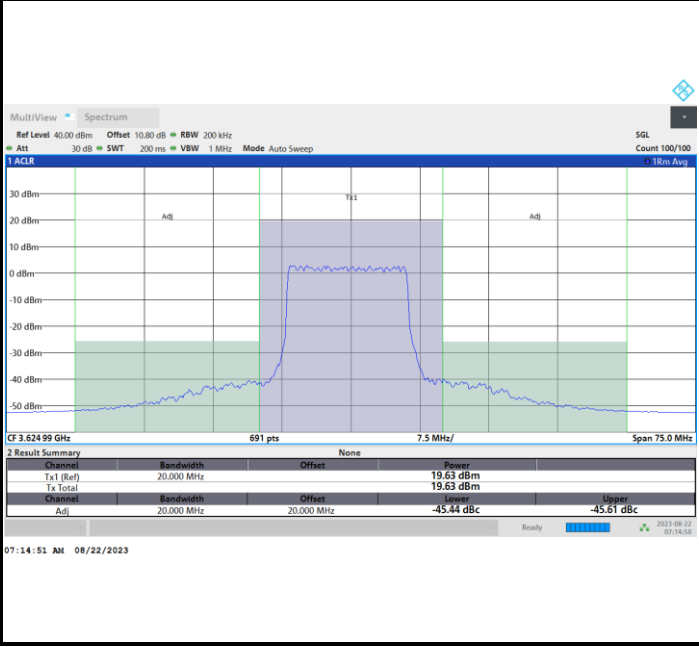 MultiView Spectrum
Ref Level 40.00 dBm Offset 10.80 dB RBW 200 kHz SGL
Att 30 dB SWT 200 ms VBW 1 MHz Mode Auto Sweep Count 100/100
1 ACLR 1Rm Avg
30 dBm
Tx1
20 dBm
Adj Adj
10 dBm
0 dBm
-10 dBm
-20 dBm
-30 dBm
-40 dBm
-50 dBm
CF 3.624 99 GHz 691 pts 7.5 MHz/ Span 75.0 MHz
2 Result Summary None
Channel Bandwidth Offset Power
Tx1 (Ref) 20.000 MHz 19.63 dBm
Tx Total 19.63 dBm
Channel Bandwidth Offset Lower Upper
Adj 20.000 MHz 20.000 MHz -45.44 dBc -45.61 dBc
Ready 2023-08-22
07:14:50
07:14:51 AM 08/22/2023